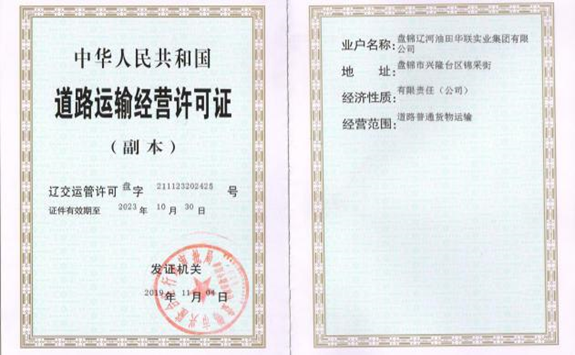 中华人民共和国
道路运输经营许可证
（副本）
辽交运管许可 盘 字 211123202425 号
证件有效期至 2023 年 10 月 30 日
发证机关
2019 年 11 月 04 日
业户名称: 盘锦辽河油田华联实业集团有限
公司
地 址: 盘锦市兴隆台区锦采街
经济性质: 有限责任（公司）
经营范围: 道路普通货物运输